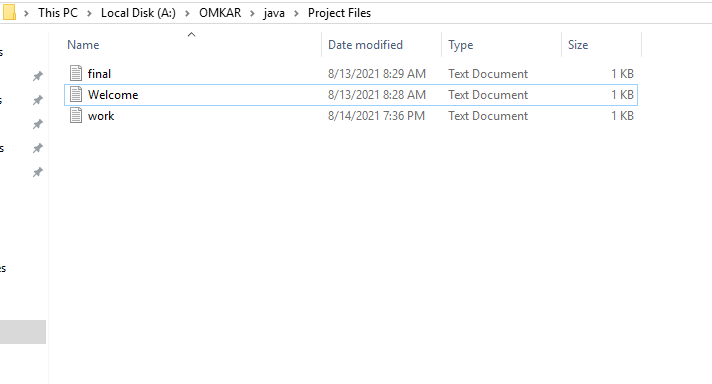 This PC > Local Disk (A:) > OMKAR > java > Project Files
Name Date modified Type Size
final 8/13/2021 8:29 AM Text Document 1 KB
Welcome 8/13/2021 8:28 AM Text Document 1 KB
work 8/14/2021 7:36 PM Text Document 1 KB